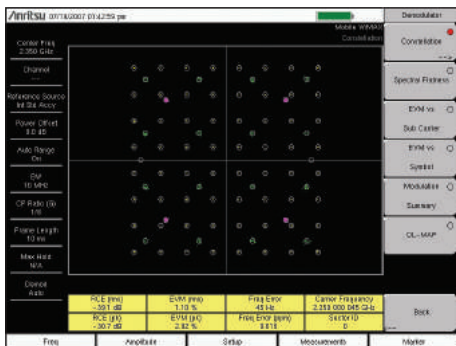 Anritsu 07/18/2007 01:42:59 pm
Mobile WiMAX
Constellation
Demodulator
Center Freq
2.350 GHz
Channel
--
Reference Source
Int Std Accy
Power Offset
0.0 dB
Auto Range
On
BW
10 MHz
CP Ratio (G)
1/8
Frame Length
10 ms
Max Hold
N/A
Demod
Auto
Constellation
-->
Spectral Flatness
EVM vs
Sub Carrier
EVM vs
Symbol
Modulation
Summary
DL-MAP
Back
RCE (rms)
-39.1 dB
EVM (rms)
1.10 %
Freq Error
45 Hz
Carrier Frequency
2.350 000 045 GHz
RCE (pk)
-30.7 dB
EVM (pk)
2.92 %
Freq Error (ppm)
0.019
Sector ID
0
Freq
Amplitude
Setup
Measurements
Marker